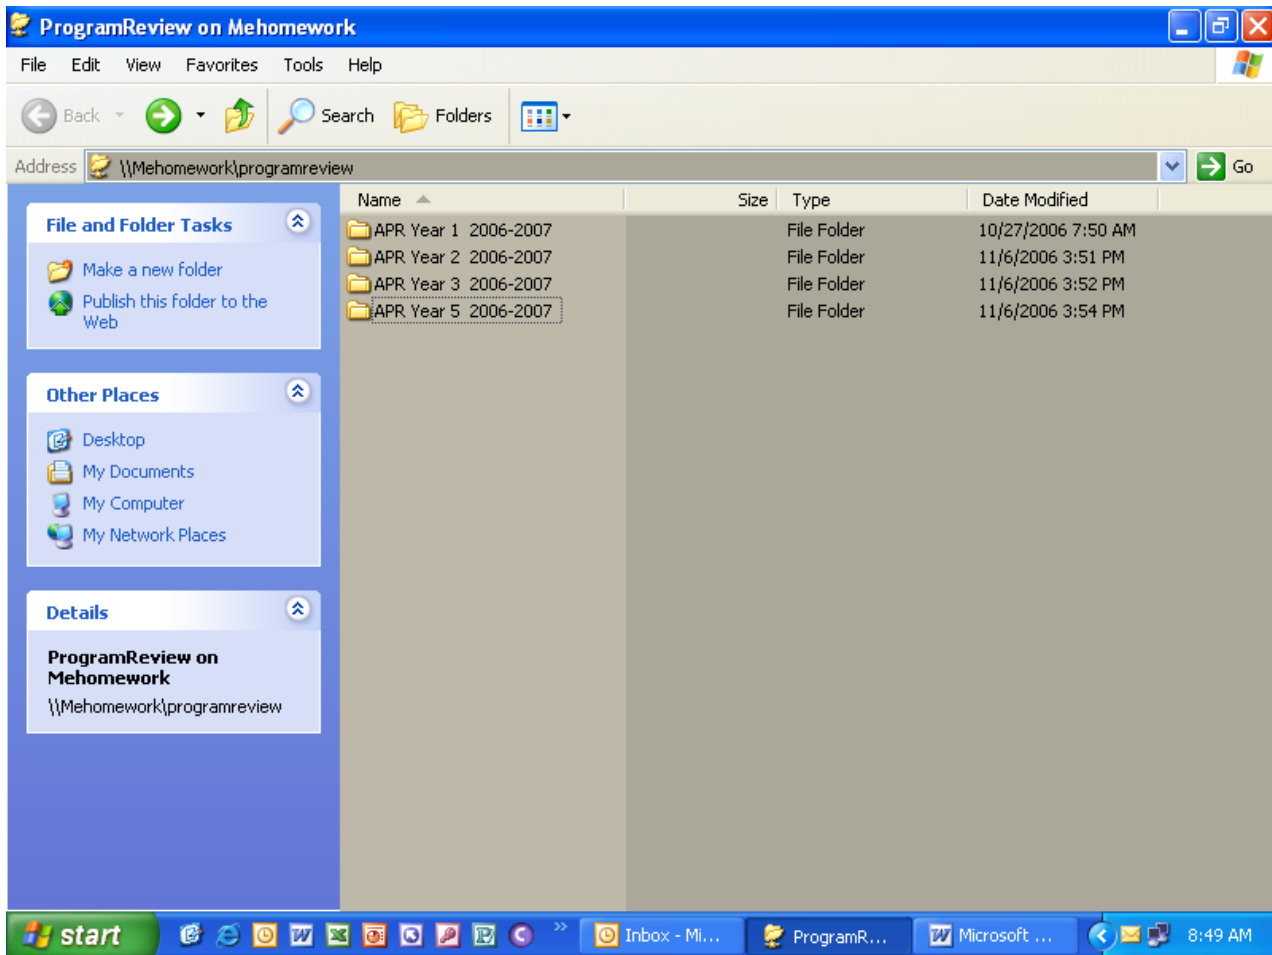 ProgramReview on Mehomework
File Edit View Favorites Tools Help
Back Search Folders
Address \\Mehomework\programreview Go
Name Size Type Date Modified
File and Folder Tasks
Make a new folder
Publish this folder to the
Web
APR Year 1 2006-2007 File Folder 10/27/2006 7:50 AM
APR Year 2 2006-2007 File Folder 11/6/2006 3:51 PM
APR Year 3 2006-2007 File Folder 11/6/2006 3:52 PM
APR Year 5 2006-2007 File Folder 11/6/2006 3:54 PM
Other Places
Desktop
My Documents
My Computer
My Network Places
Details
ProgramReview on
Mehomework
\\Mehomework\programreview
start Inbox - Mi... ProgramR... Microsoft ... 8:49 AM